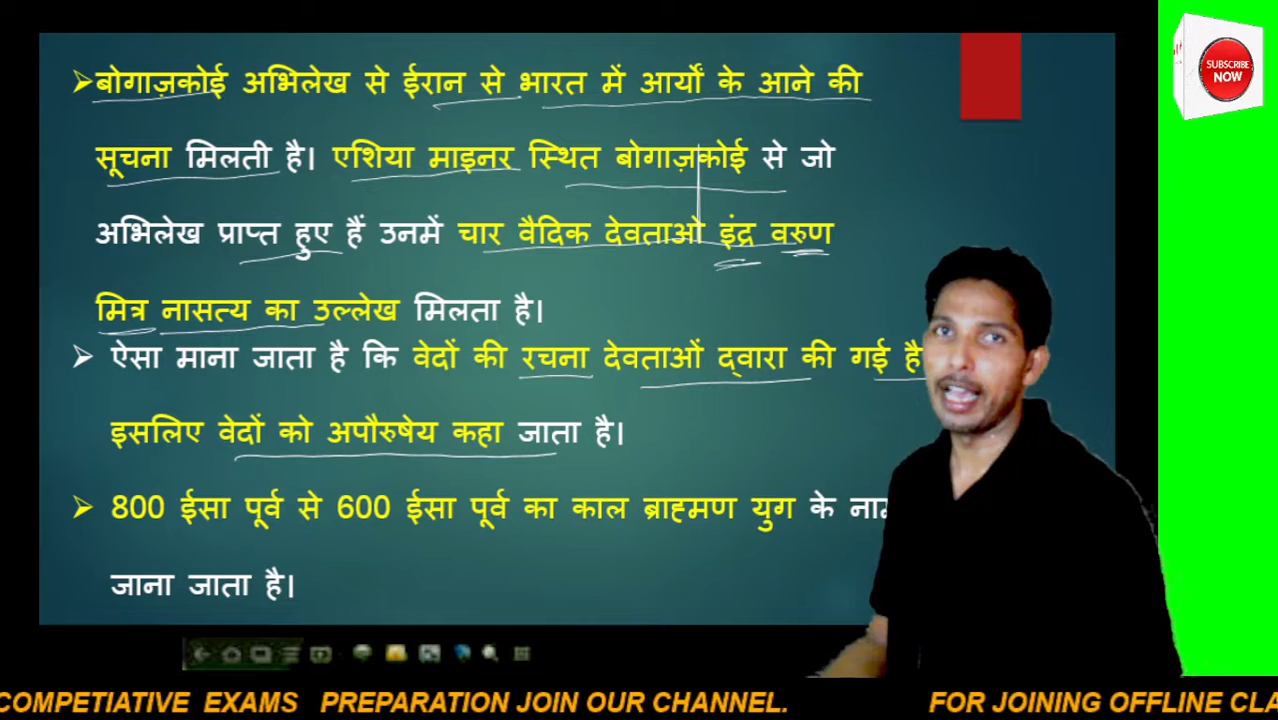 बोगाज़कोई अभिलेख से ईरान से भारत में आर्यों के आने की
सूचना मिलती है। एशिया माइनर स्थित बोगाज़कोई से जो
अभिलेख प्राप्त हुए हैं उनमें चार वैदिक देवताओ इंद्र वरुण
मित्र नासत्य का उल्लेख मिलता है।
ऐसा माना जाता है कि वेदों की रचना देवताओं द्वारा की गई है
इसलिए वेदों को अपौरुषेय कहा जाता है।
800 ईसा पूर्व से 600 ईसा पूर्व का काल ब्राह्मण युग के
जाना जाता है।
SUBSCRIBE
NOW
COMPETIATIVE EXAMS PREPARATION JOIN OUR CHANNEL. FOR JOINING OFFLINE